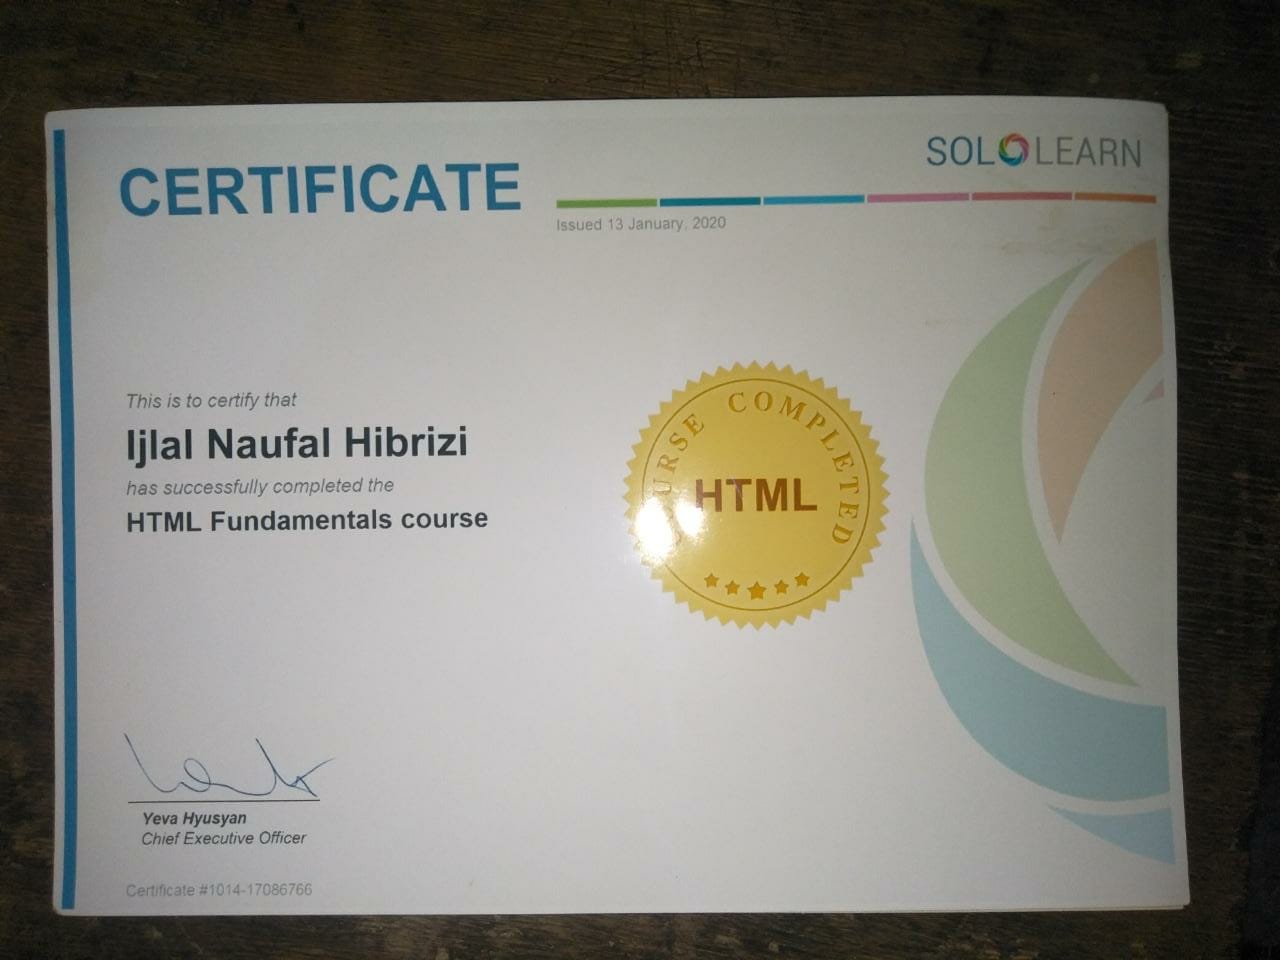 CERTIFICATE
SOLOLEARN
Issued 13 January, 2020
This is to certify that
Ijlal Naufal Hibrizi
has successfully completed the
HTML Fundamentals course
COURSE COMPLETED
HTML
Yeva Hyusyan
Chief Executive Officer
Certificate #1014-17086766